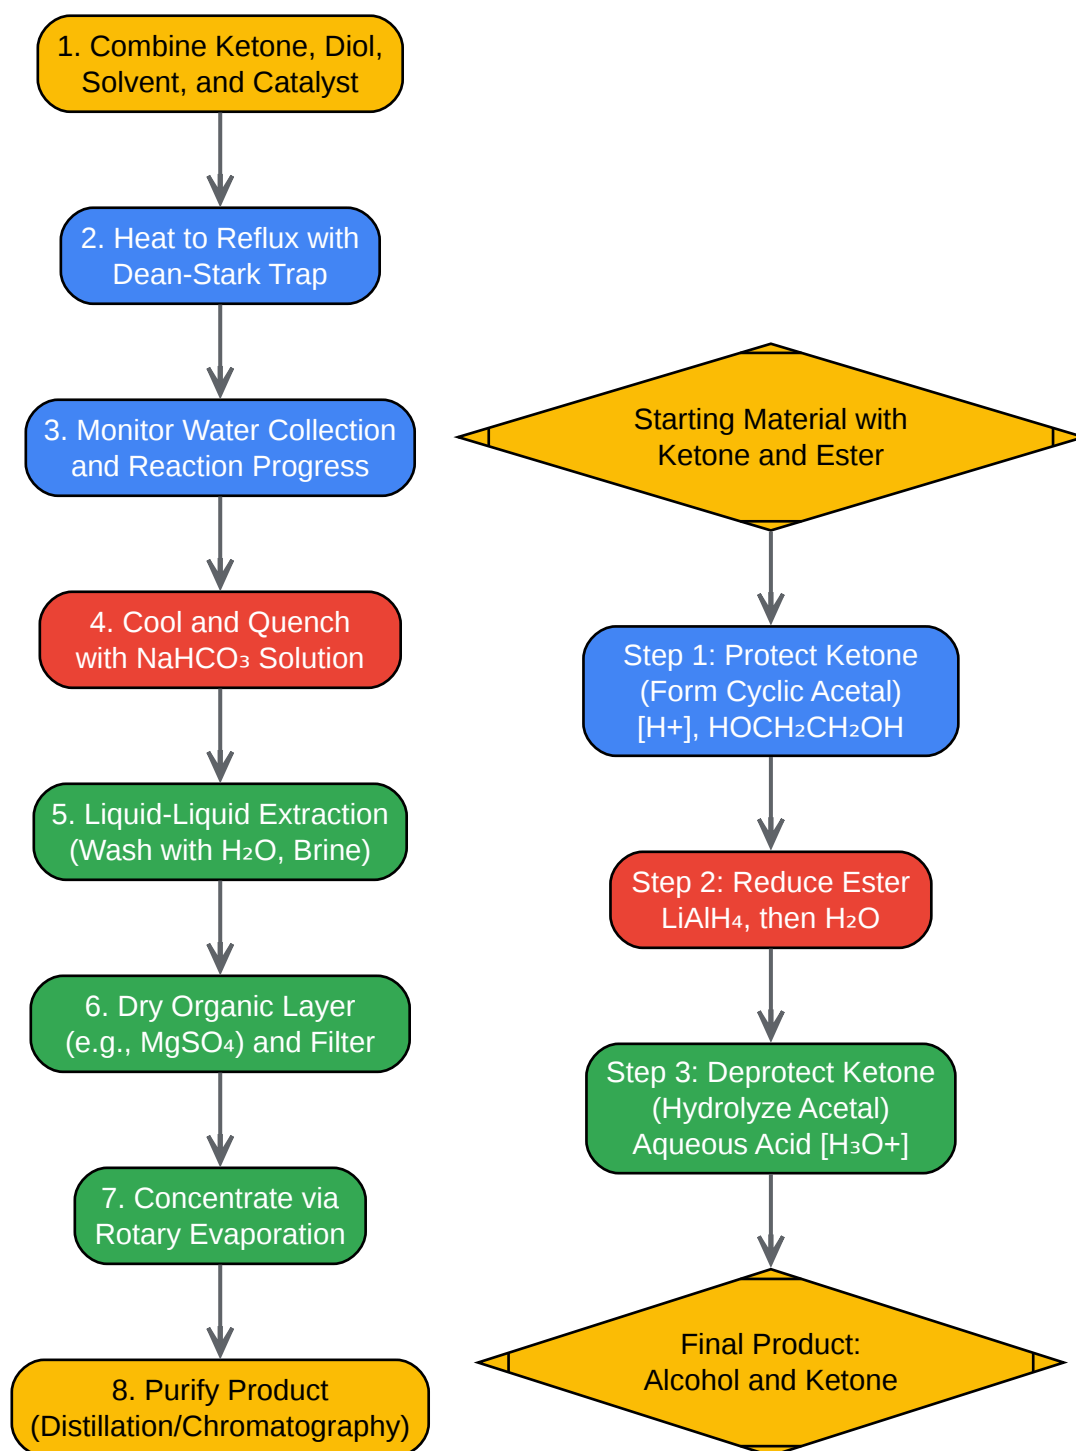 1. Combine Ketone, Diol,
Solvent, and Catalyst
2. Heat to Reflux with
Dean-Stark Trap
3. Monitor Water Collection
and Reaction Progress
4. Cool and Quench
with NaHCO₃ Solution
5. Liquid-Liquid Extraction
(Wash with H₂O, Brine)
6. Dry Organic Layer
(e.g., MgSO₄) and Filter
7. Concentrate via
Rotary Evaporation
8. Purify Product
(Distillation/Chromatography)
Starting Material with
Ketone and Ester
Step 1: Protect Ketone
(Form Cyclic Acetal)
[H+], HOCH₂CH₂OH
Step 2: Reduce Ester
LiAlH₄, then H₂O
Step 3: Deprotect Ketone
(Hydrolyze Acetal)
Aqueous Acid [H₃O+]
Final Product:
Alcohol and Ketone